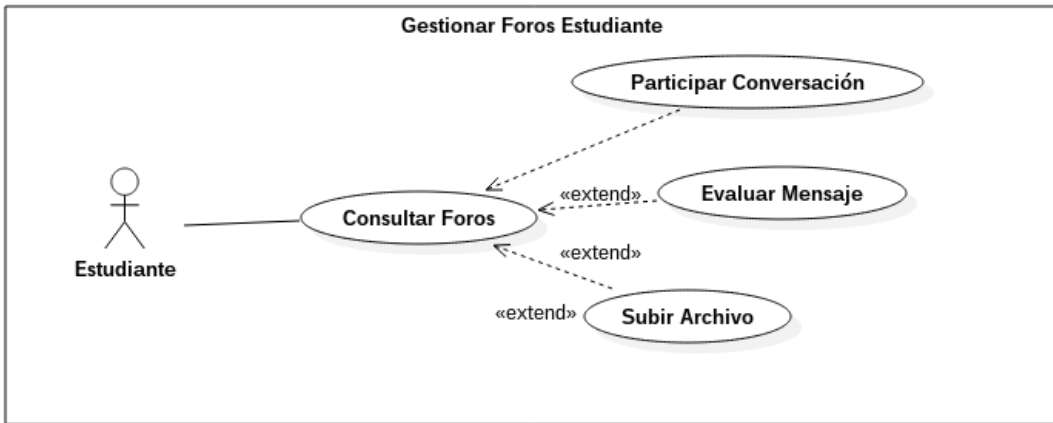 Gestionar Foros Estudiante
Participar Conversación
«extend»
Evaluar Mensaje
Consultar Foros
«extend»
Estudiante
«extend»
Subir Archivo